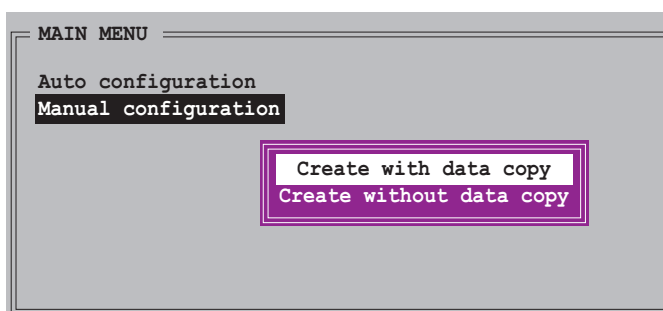 MAIN MENU
Auto configuration
Manual configuration
Create with data copy
Create without data copy